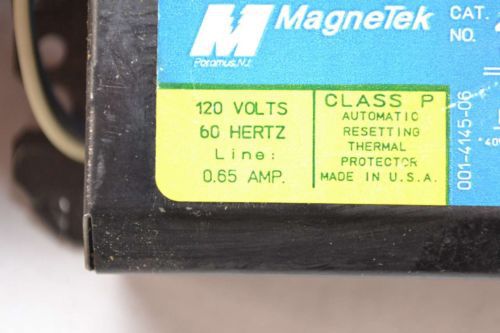 MagneTek
Paramus, N.J.
CAT.
NO.
120 VOLTS
60 HERTZ
Line:
0.65 AMP.
CLASS P
AUTOMATIC
RESETTING
THERMAL
PROTECTOR
MADE IN U.S.A.
001-4145-06